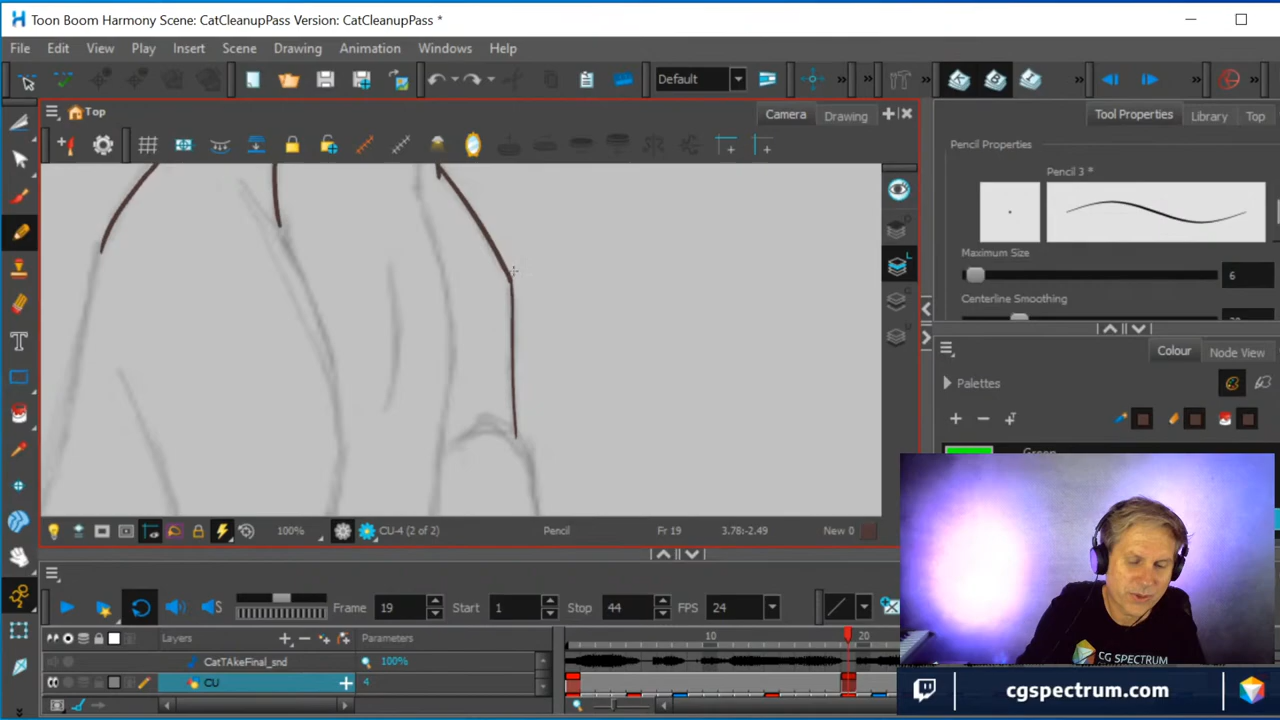 Toon Boom Harmony Scene: CatCleanupPass Version: CatCleanupPass *
File Edit View Play Insert Scene Drawing Animation Windows Help
Default
Top
Camera
Drawing
Tool Properties
Library
Top
Pencil Properties
Pencil 3 *
Maximum Size
6
Centerline Smoothing
Colour
Node View
Palettes
Green
100%
CU-4 (2 of 2)
Pencil
Fr 19
3.78:-2.49
New 0
Frame 19 Start 1 Stop 44 FPS 24
Layers
Parameters
10
20
CatTAkeFinal_snd
100%
CU
4
CG SPECTRUM
cgspectrum.com